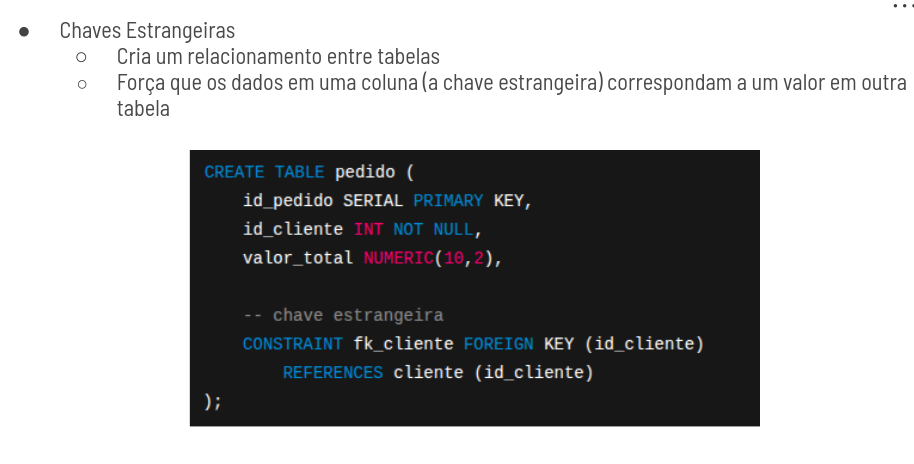 ● Chaves Estrangeiras
○ Cria um relacionamento entre tabelas
○ Força que os dados em uma coluna (a chave estrangeira) correspondam a um valor em outra
tabela
CREATE TABLE pedido (
    id_pedido SERIAL PRIMARY KEY,
    id_cliente INT NOT NULL,
    valor_total NUMERIC(10,2),

    -- chave estrangeira
    CONSTRAINT fk_cliente FOREIGN KEY (id_cliente)
        REFERENCES cliente (id_cliente)
);